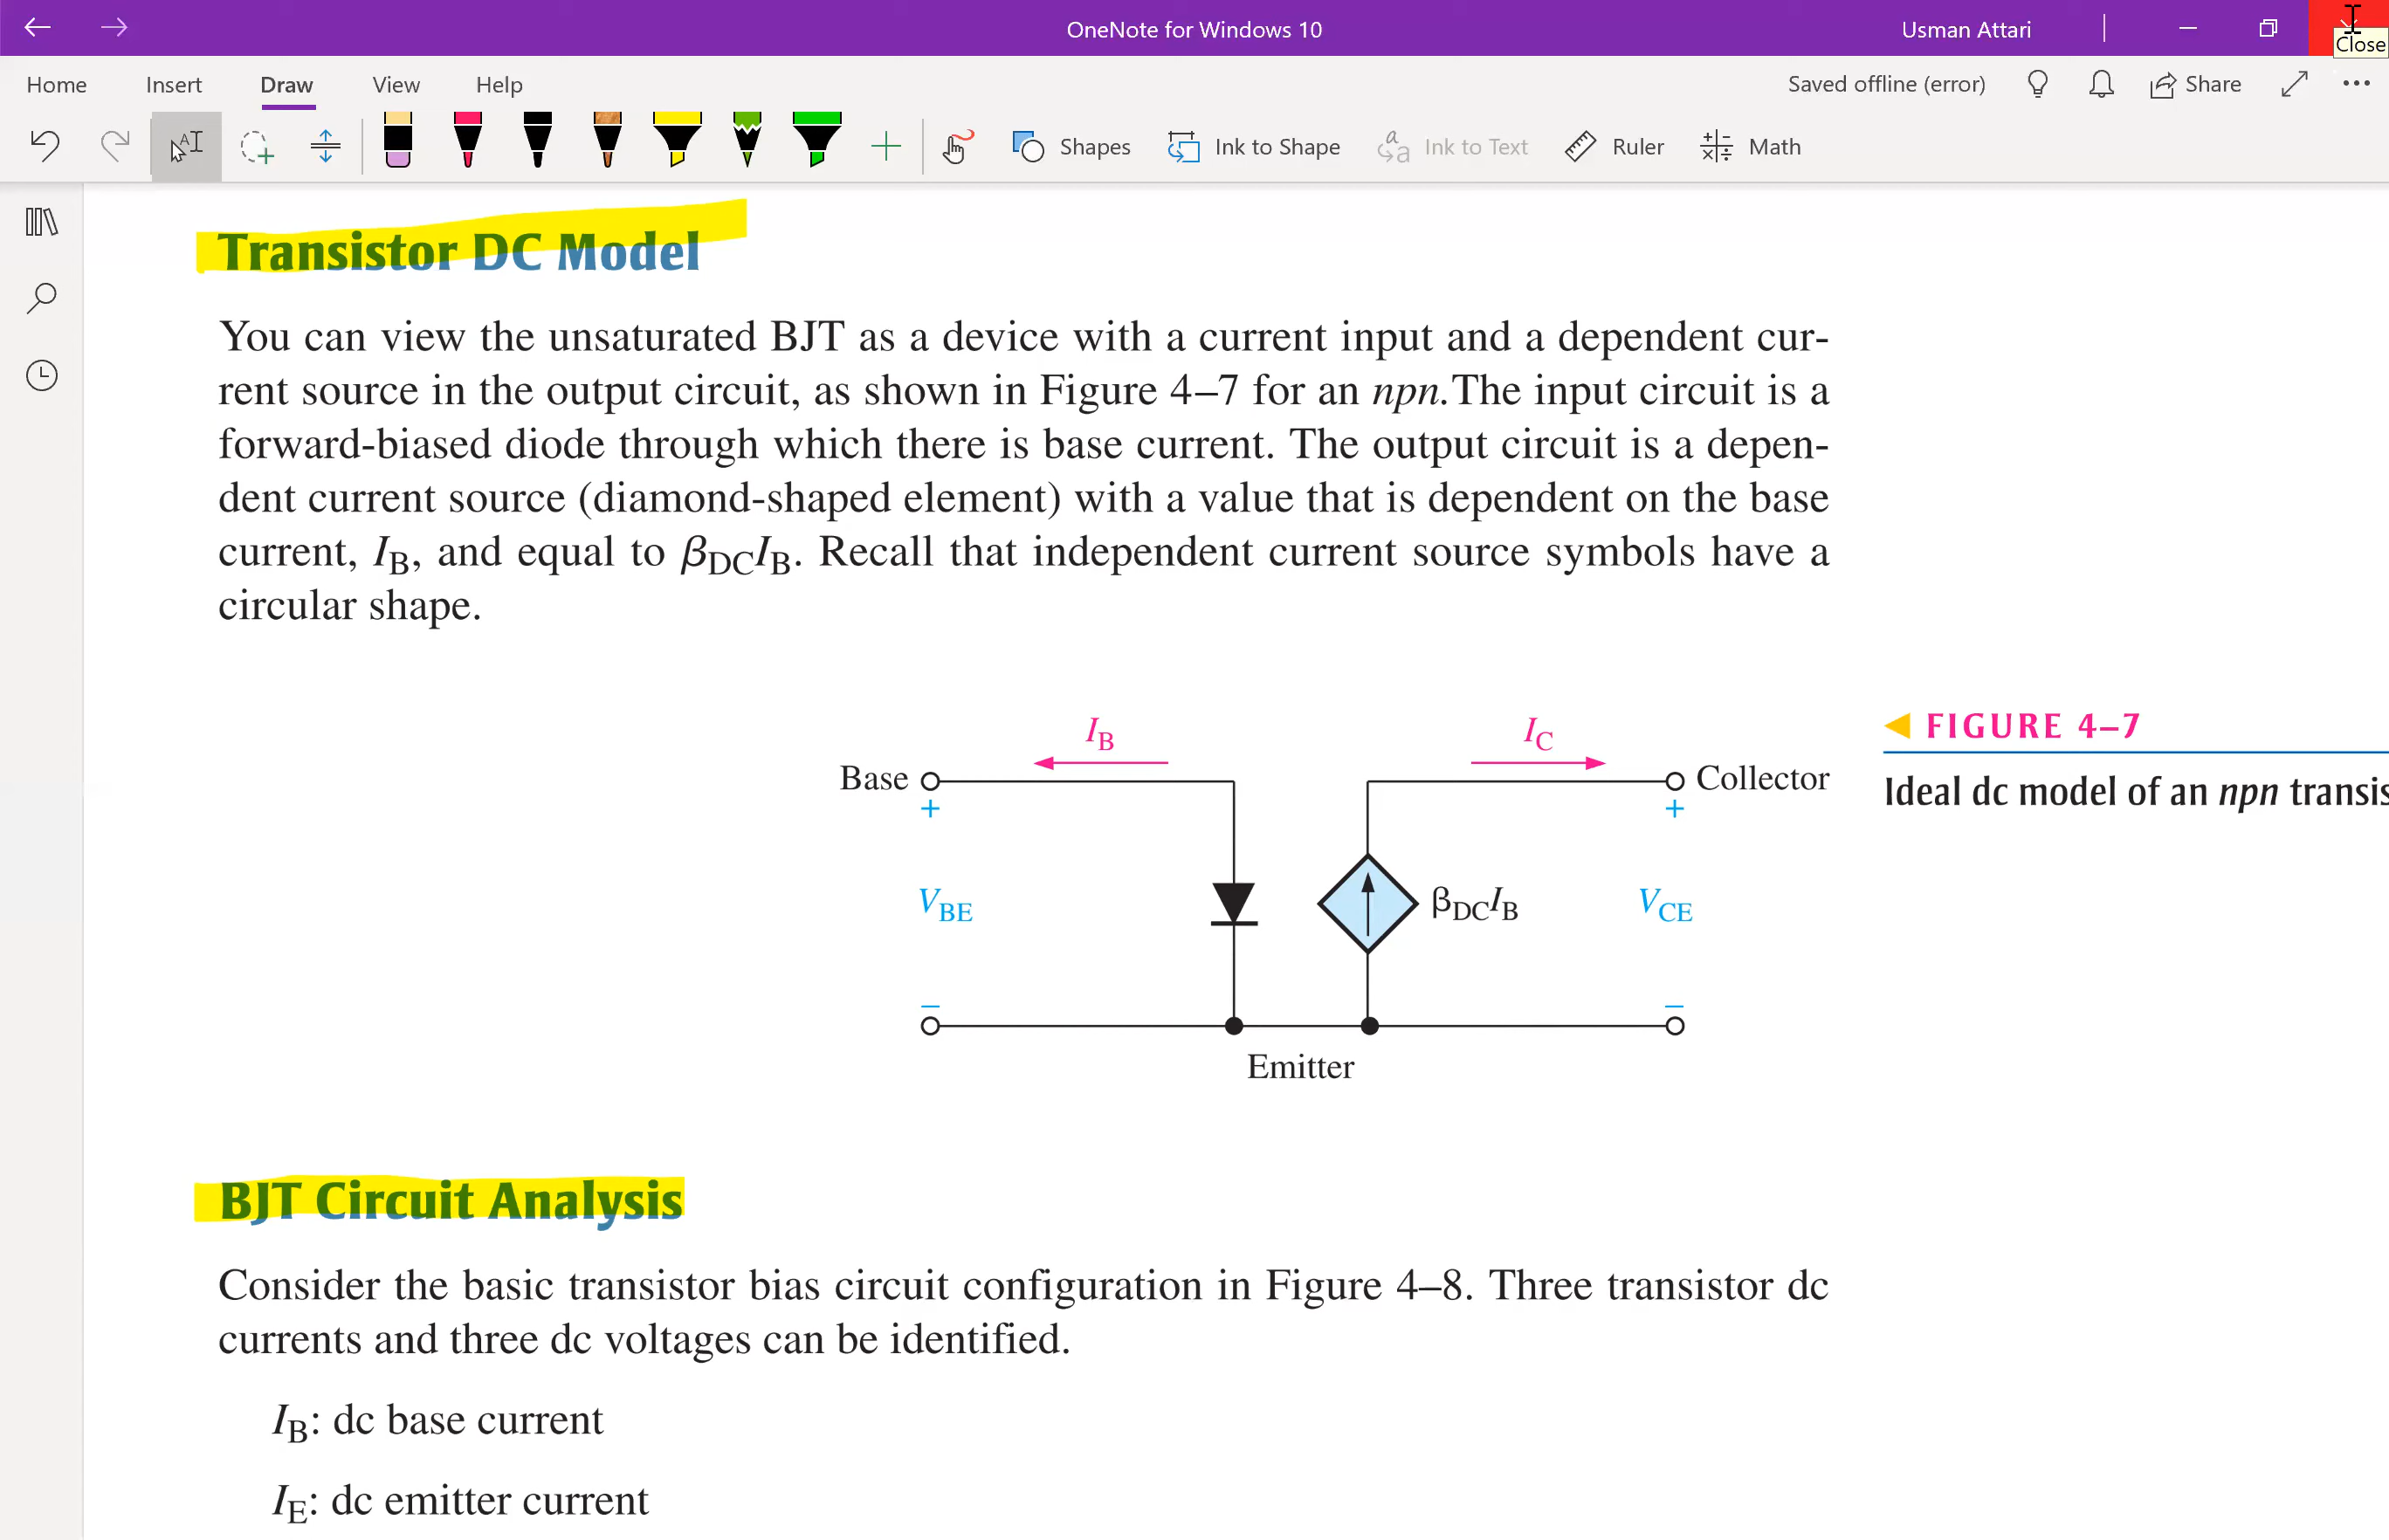 OneNote for Windows 10
Usman Attari
Close
Home Insert Draw View Help
Saved offline (error) Share
Shapes Ink to Shape Ink to Text Ruler Math
Transistor DC Model
You can view the unsaturated BJT as a device with a current input and a dependent cur-
rent source in the output circuit, as shown in Figure 4–7 for an npn.The input circuit is a
forward-biased diode through which there is base current. The output circuit is a depen-
dent current source (diamond-shaped element) with a value that is dependent on the base
current, IB, and equal to βDCIB. Recall that independent current source symbols have a
circular shape.
IB
IC
Base
Collector
+
+
VBE
βDCIB
VCE
–
–
Emitter
FIGURE 4–7
Ideal dc model of an npn transis
BJT Circuit Analysis
Consider the basic transistor bias circuit configuration in Figure 4–8. Three transistor dc
currents and three dc voltages can be identified.
IB: dc base current
IE: dc emitter current